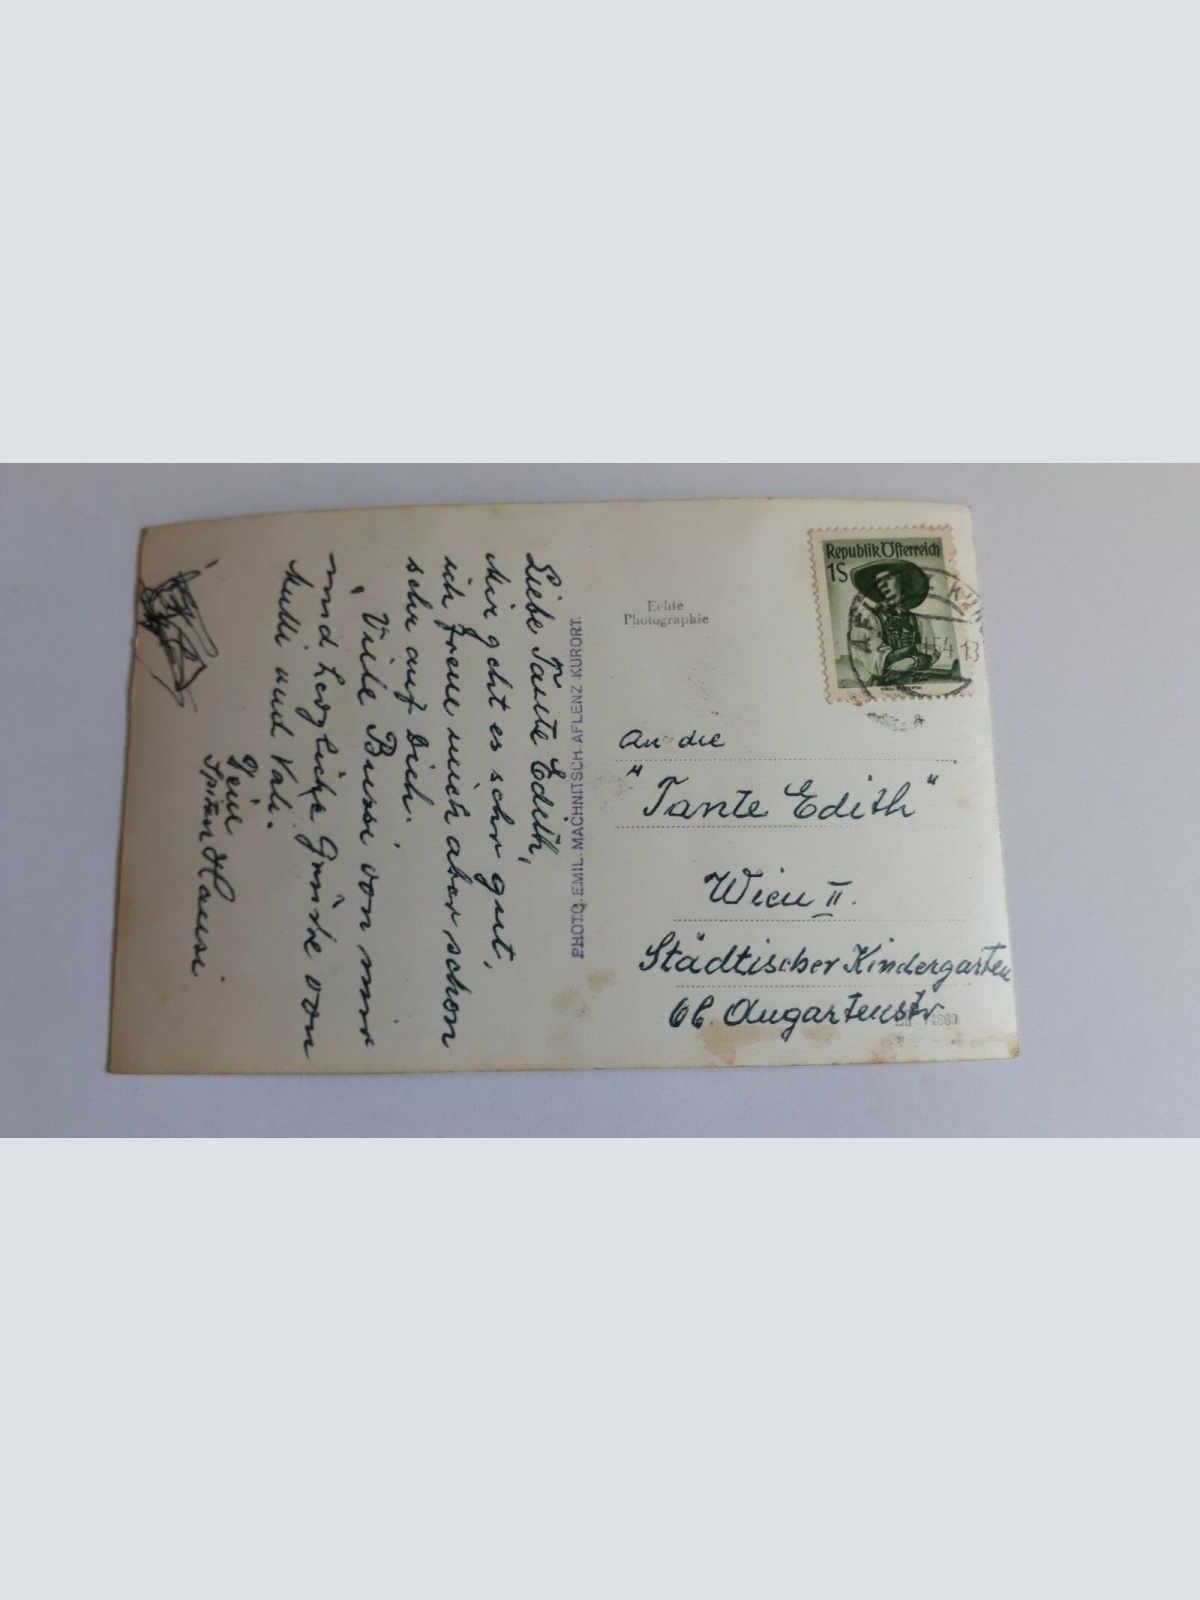 Liebe Tante Edith,
Mir geht es sehr gut,
ich freue mich aber schon
sehr auf Dich.
Viele Bussi von mir
und herzliche Grüße von
Mutti und Vati.
Dein
Hansi
PHOTO. EMIL. MACHNITSCH. AFLENZ KURORT.
Echte
Photographie
Republik Österreich
1S
54 13
An die
"Tante Edith"
Wien II.
Städtischer Kindergarten
Augartenstr